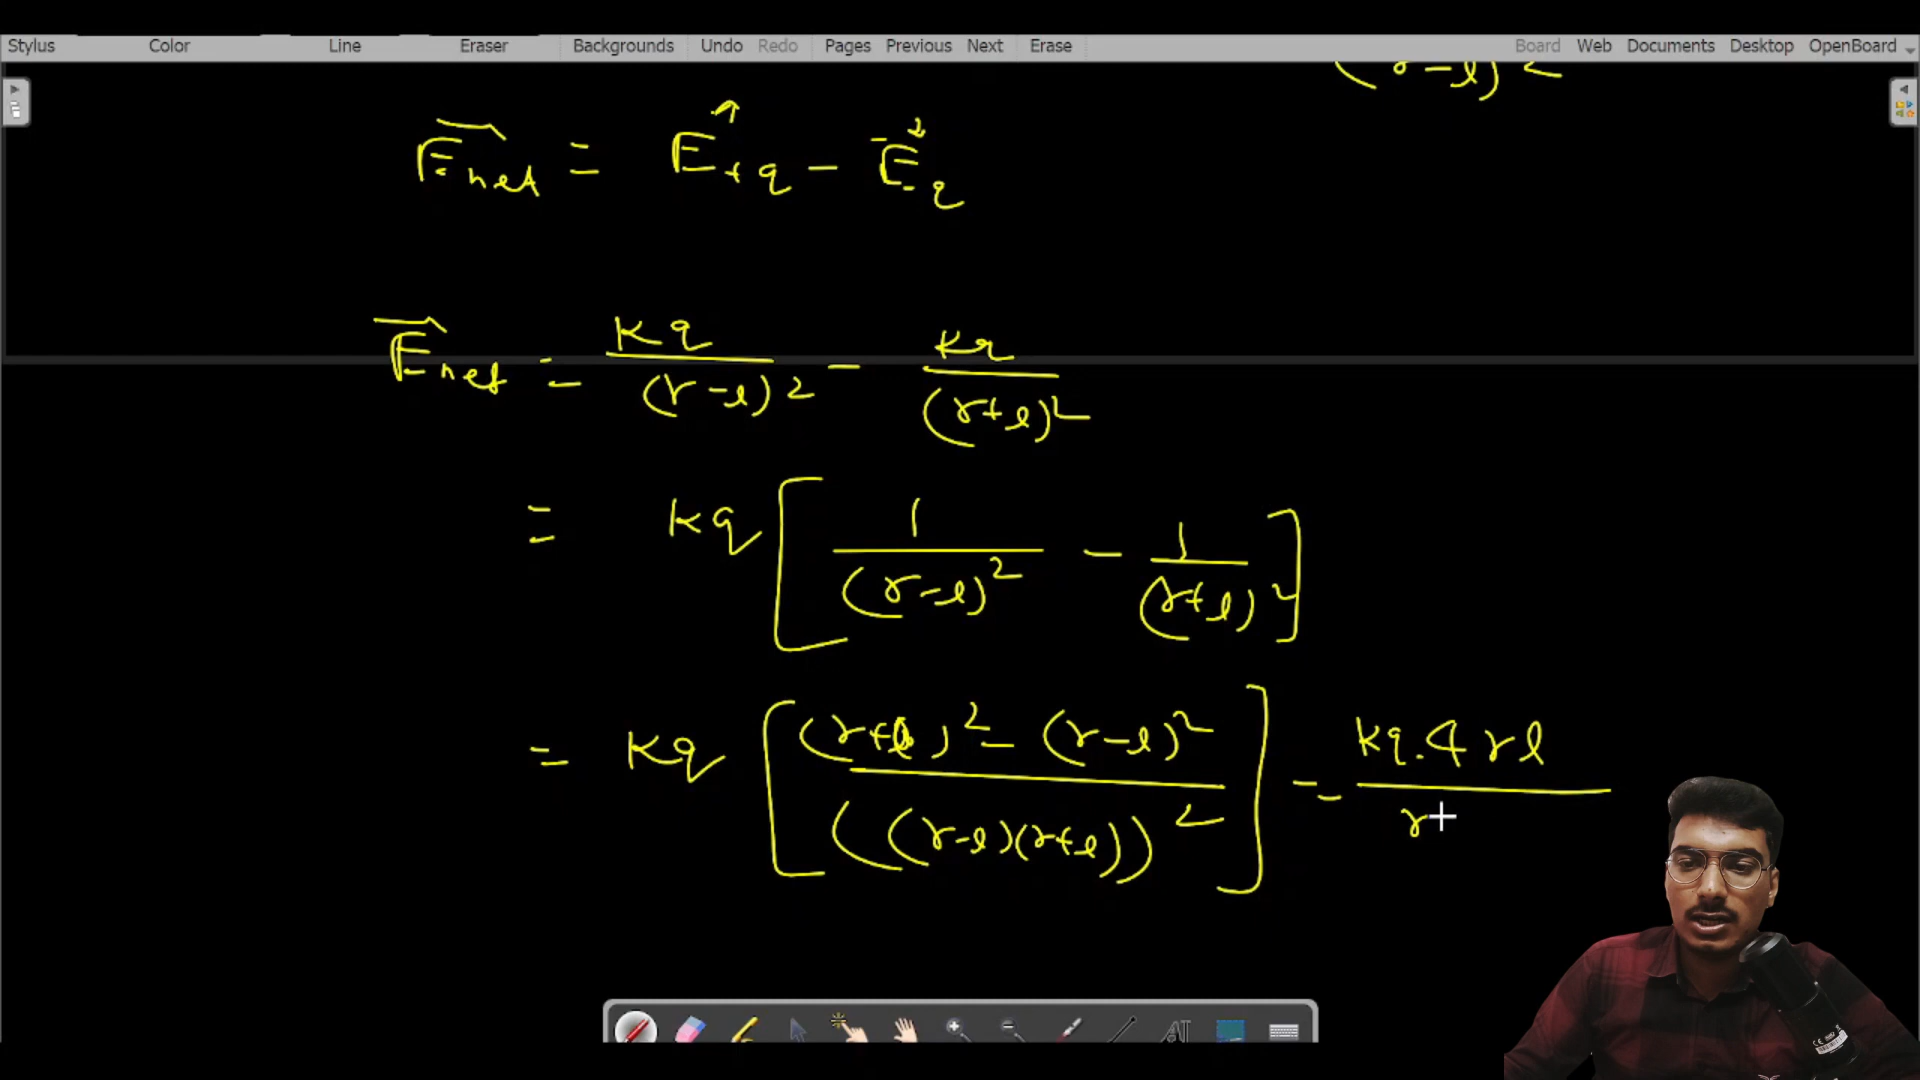 Stylus Color Line Eraser Backgrounds Undo Redo Pages Previous Next Erase Board Web Documents Desktop OpenBoard
(r-l)²
E⃗net = E+q - E-q
E⃗net = Kq/(r-l)² - Kq/(r+l)²
= Kq [ 1/(r-l)² - 1/(r+l)² ]
= Kq [ (r+l)² - (r-l)² / ((r-l)(r+l))² ] = Kq.4rl / r